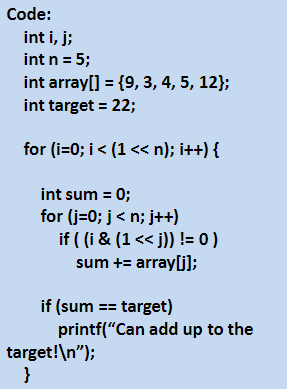 Code:
int i, j;
int n = 5;
int array[] = {9, 3, 4, 5, 12};
int target = 22;
for (i=0; i < (1 << n); i++) {
int sum = 0;
for (j=0; j < n; j++)
if ( (i & (1 << j)) != 0 )
sum += array[j];
if (sum == target)
printf(“Can add up to the
target!\n”);
}